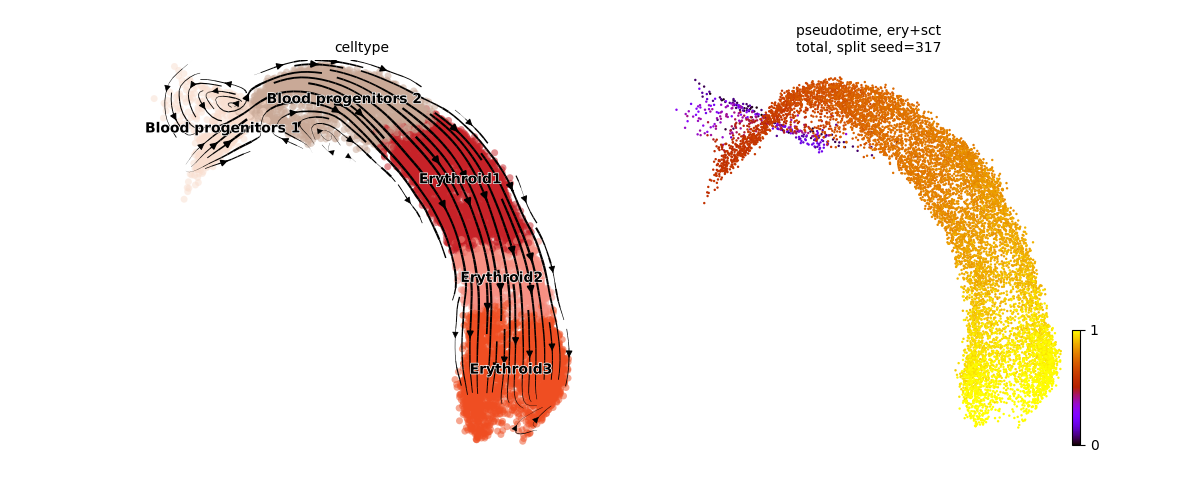 celltype
Blood progenitors 2
Blood progenitors 1
Erythroid1
Erythroid2
Erythroid3
pseudotime, ery+sct
total, split seed=317
1
0